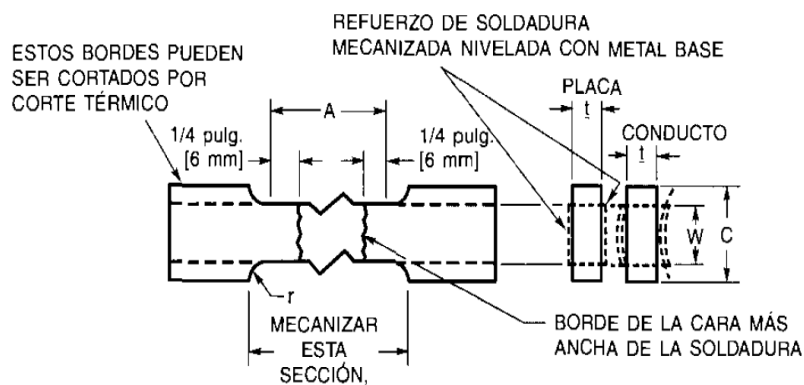 REFUERZO DE SOLDADURA
MECANIZADA NIVELADA CON METAL BASE
ESTOS BORDES PUEDEN
SER CORTADOS POR
CORTE TÉRMICO
PLACA
t
A
CONDUCTO
t
1/4 pulg.
[6 mm]
1/4 pulg.
[6 mm]
W
C
r
MECANIZAR
ESTA
SECCIÓN,
BORDE DE LA CARA MÁS
ANCHA DE LA SOLDADURA